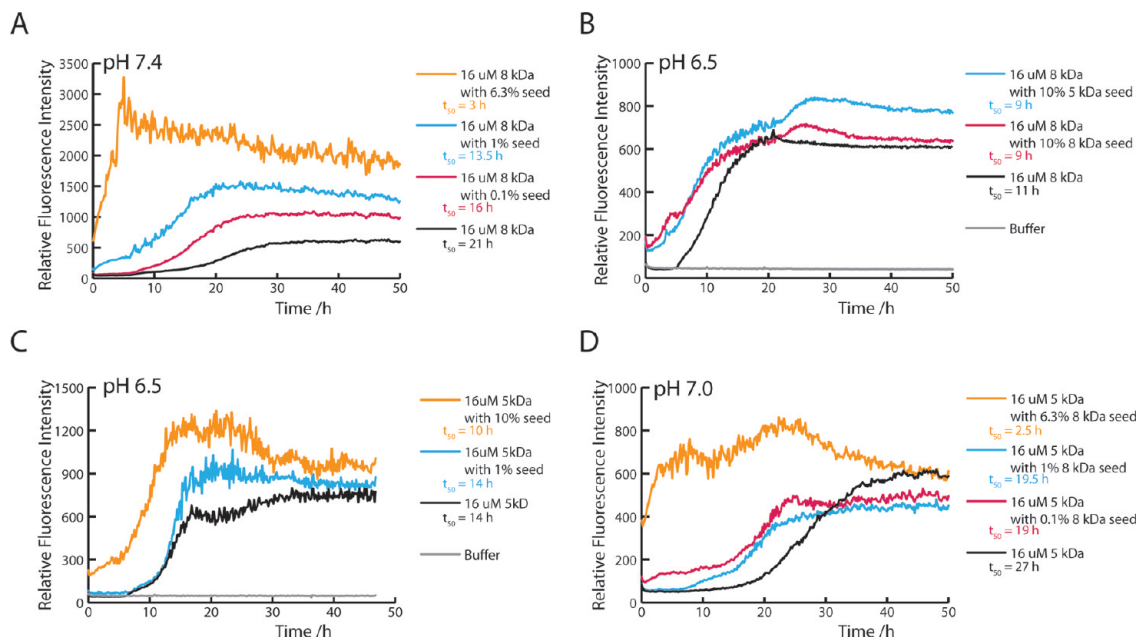 A
pH 7.4
3500
3000
2500
2000
1500
1000
500
0
0
10
20
30
40
50
Relative Fluorescence Intensity
Time /h
16 uM 8 kDa
with 6.3% seed
t50 = 3 h
16 uM 8 kDa
with 1% seed
t50 = 13.5 h
16 uM 8 kDa
with 0.1% seed
t50 = 16 h
16 uM 8 kDa
t50 = 21 h
B
pH 6.5
1000
800
600
400
200
0
0
10
20
30
40
50
Relative Fluorescence Intensity
Time /h
16 uM 8 kDa
with 10% 5 kDa seed
t50 = 9 h
16 uM 8 kDa
with 10% 8 kDa seed
t50 = 9 h
16 uM 8 kDa
t50 = 11 h
Buffer
C
pH 6.5
1500
1200
900
600
300
0
0
10
20
30
40
50
Relative Fluorescence Intensity
Time /h
16uM 5kDa
with 10% seed
t50 = 10 h
16uM 5kDa
with 1% seed
t50 = 14 h
16 uM 5kD
t50 = 14 h
Buffer
D
pH 7.0
1000
800
600
400
200
0
0
10
20
30
40
50
Relative Fluorescence Intensity
Time /h
16 uM 5 kDa
with 6.3% 8 kDa seed
t50 = 2.5 h
16 uM 5 kDa
with 1% 8 kDa seed
t50 = 19.5 h
16 uM 5 kDa
with 0.1% 8 kDa seed
t50 = 19 h
16 uM 5 kDa
t50 = 27 h